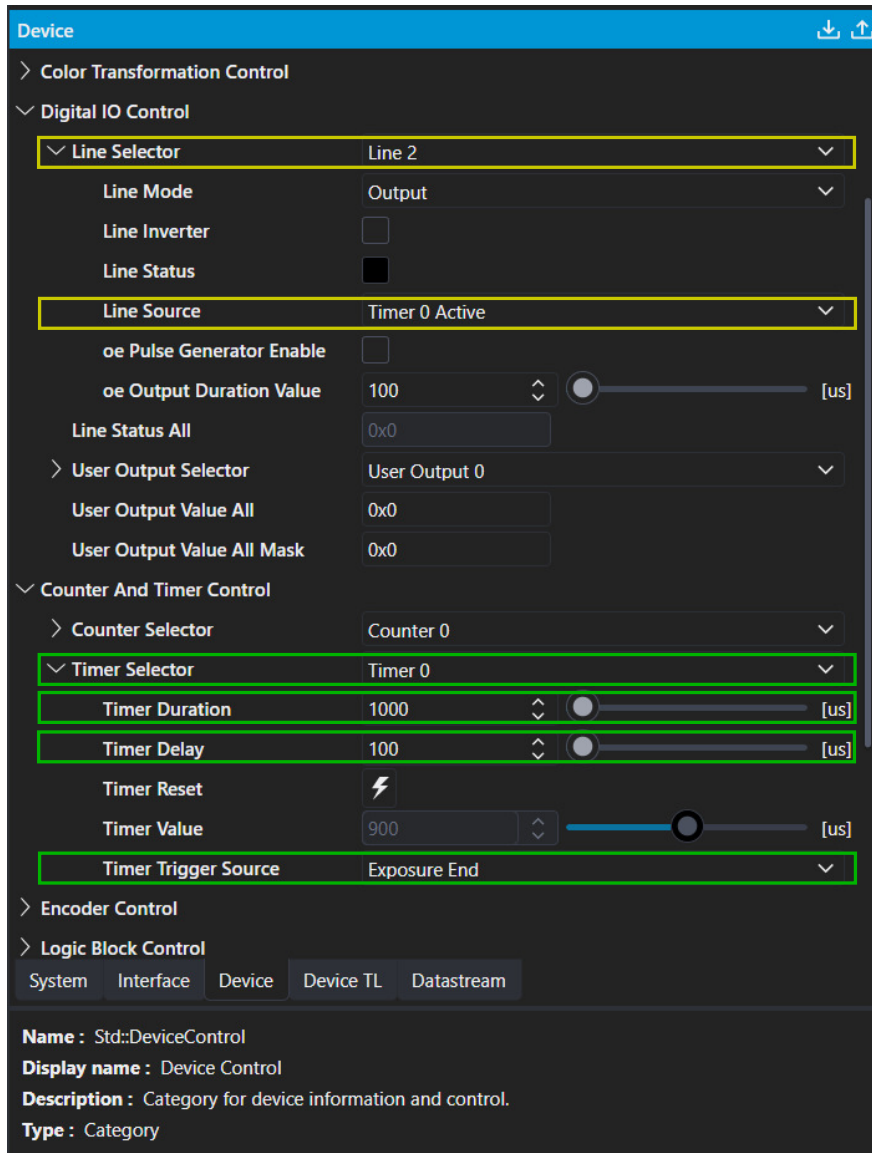 Device
Color Transformation Control
Digital IO Control
Line Selector Line 2
Line Mode Output
Line Inverter
Line Status
Line Source Timer 0 Active
oe Pulse Generator Enable
oe Output Duration Value 100 [us]
Line Status All 0x0
User Output Selector User Output 0
User Output Value All 0x0
User Output Value All Mask 0x0
Counter And Timer Control
Counter Selector Counter 0
Timer Selector Timer 0
Timer Duration 1000 [us]
Timer Delay 100 [us]
Timer Reset
Timer Value 900 [us]
Timer Trigger Source Exposure End
Encoder Control
Logic Block Control
System Interface Device Device TL Datastream
Name : Std::DeviceControl
Display name : Device Control
Description : Category for device information and control.
Type : Category